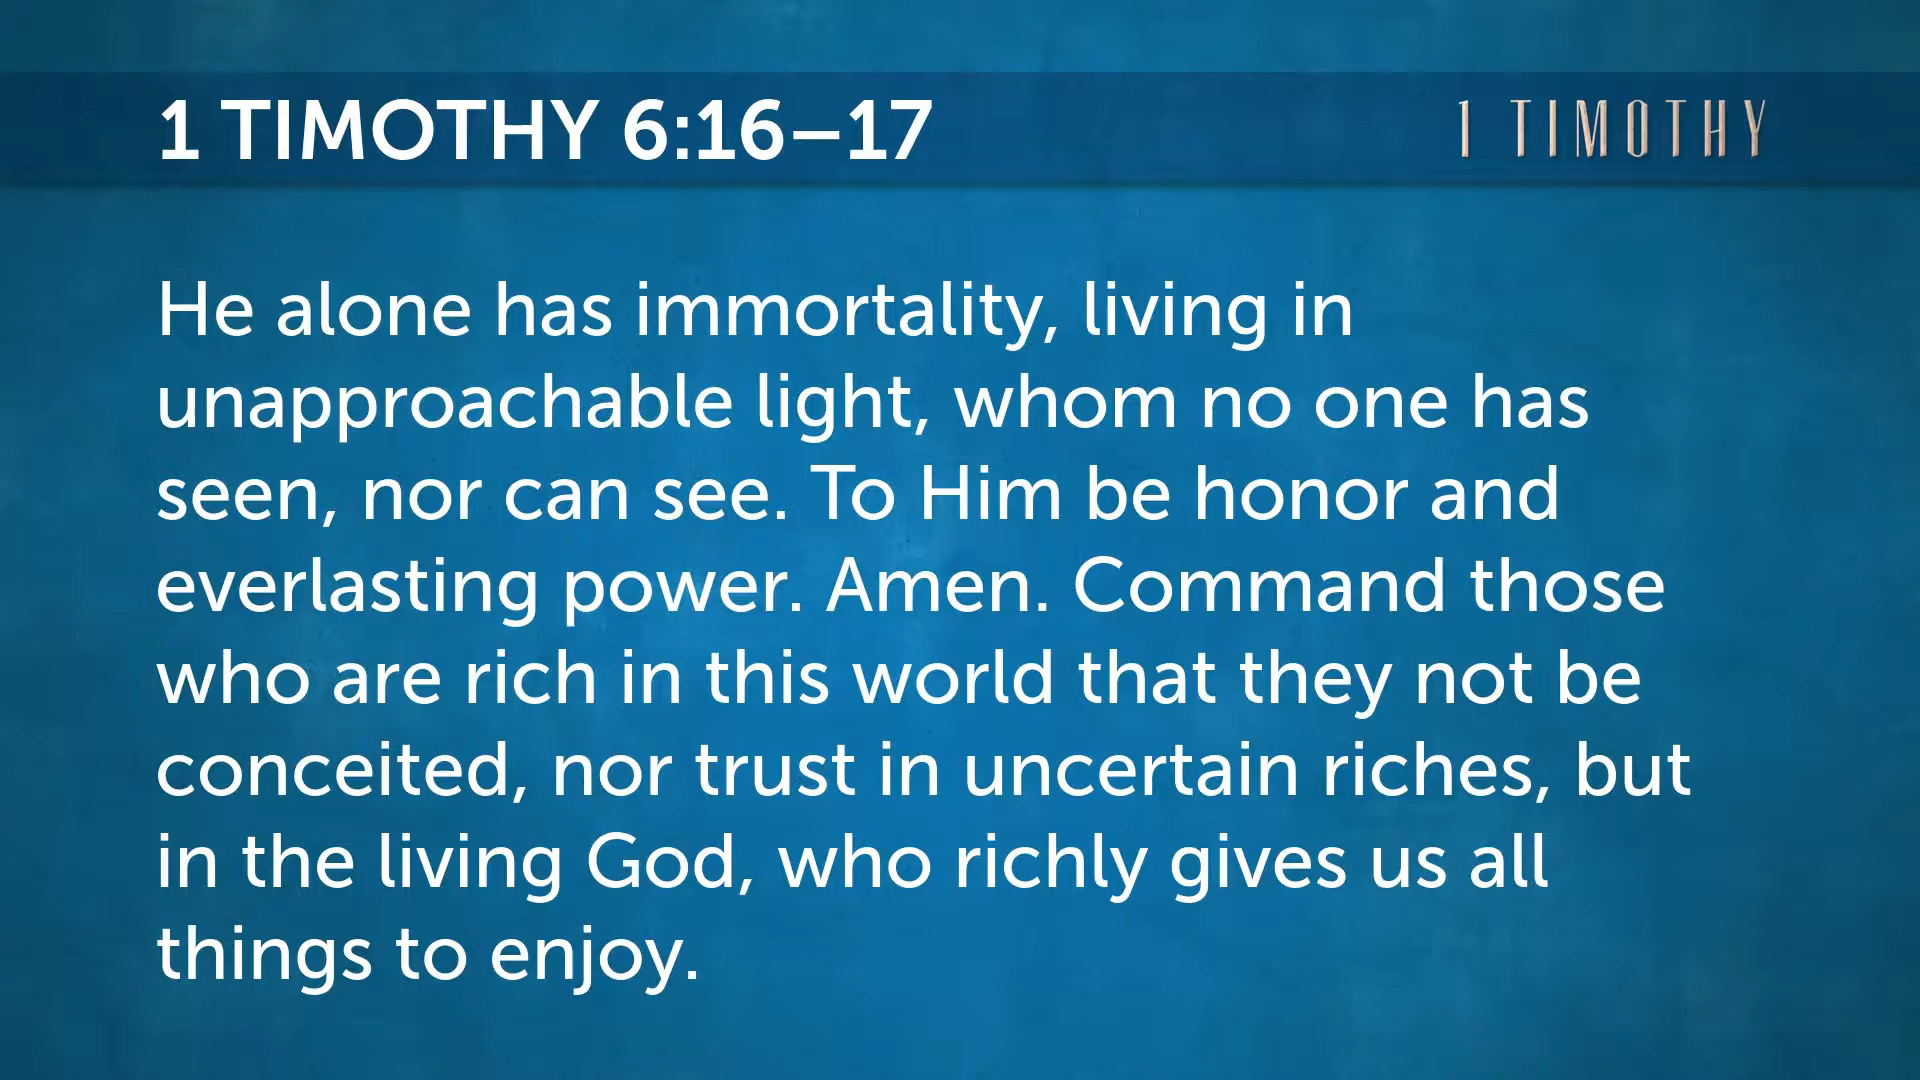 1 TIMOTHY 6:16–17
1 TIMOTHY
He alone has immortality, living in
unapproachable light, whom no one has
seen, nor can see. To Him be honor and
everlasting power. Amen. Command those
who are rich in this world that they not be
conceited, nor trust in uncertain riches, but
in the living God, who richly gives us all
things to enjoy.